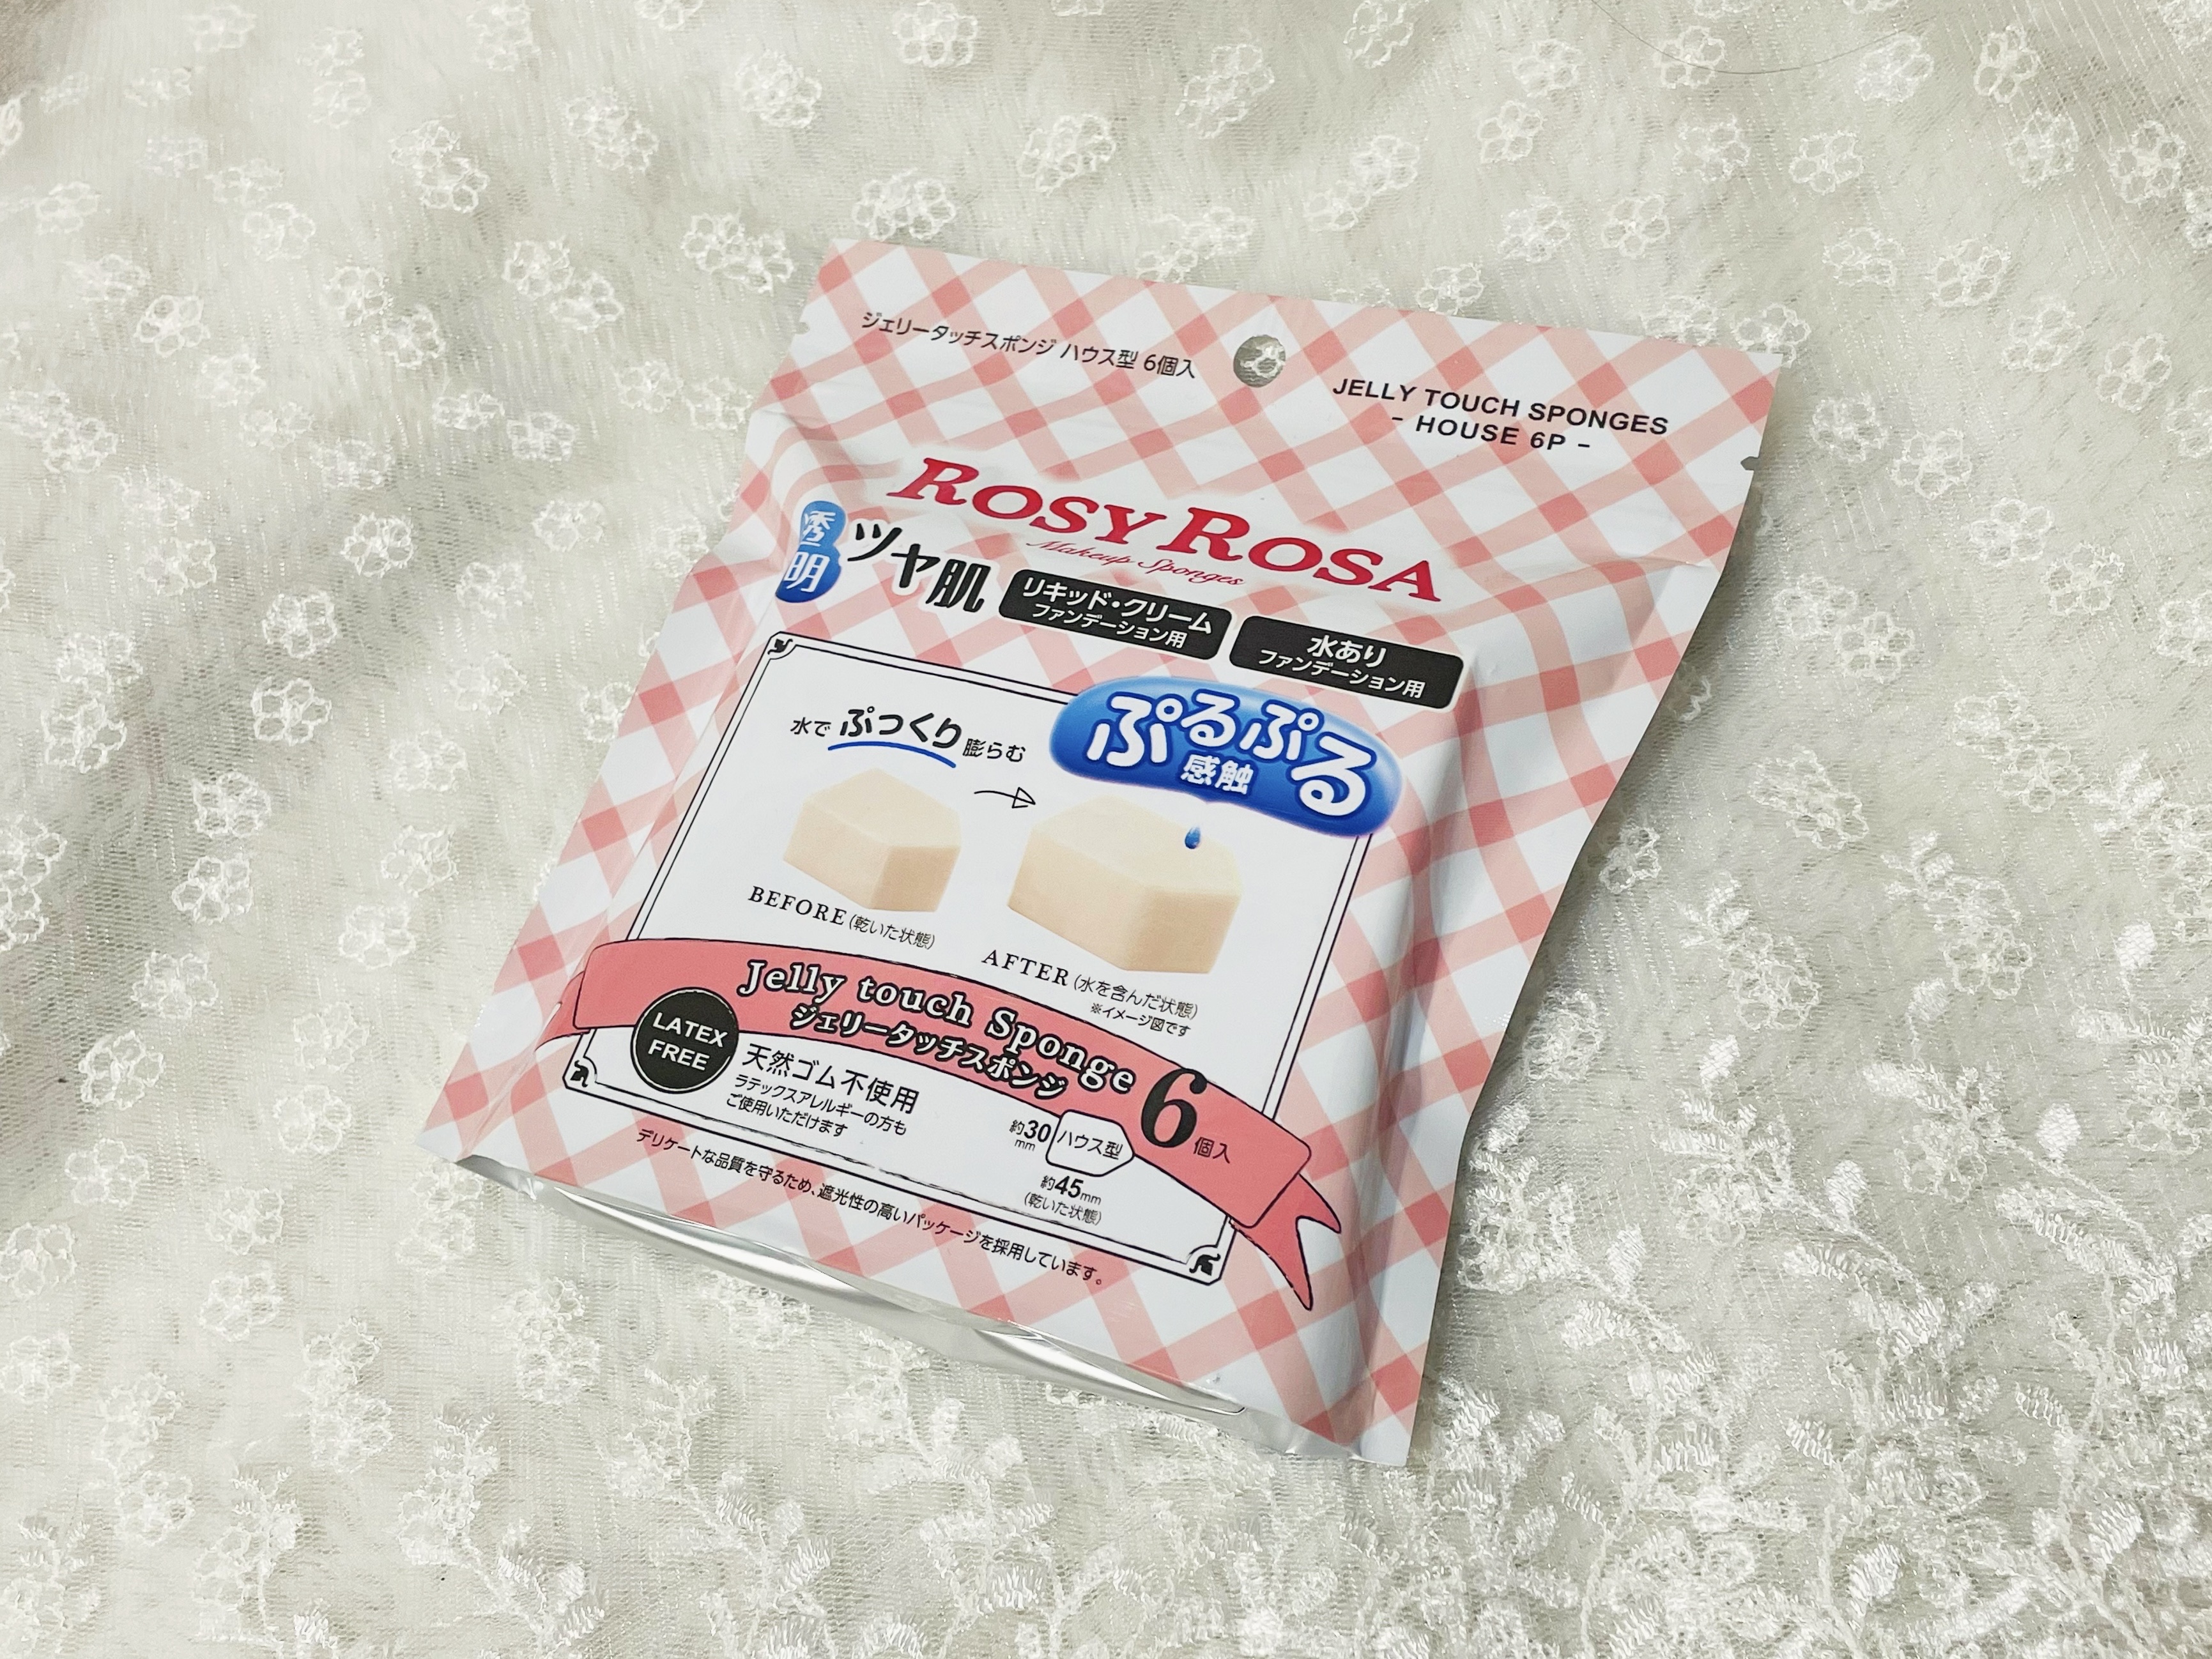 ジェリータッチスポンジ ハウス型 6個入
JELLY TOUCH SPONGES
- HOUSE 6P -
ROSY ROSA
Makeup Sponges
透明
ツヤ肌
リキッド・クリーム
ファンデーション用
水あり
ファンデーション用
水で ぷっくり 膨らむ
ぷるぷる
感触
BEFORE (乾いた状態)
AFTER (水を含んだ状態)
※イメージ図です
Jelly touch Sponge
ジェリータッチスポンジ
6個入
LATEX
FREE
天然ゴム不使用
ラテックスアレルギーの方も
ご使用いただけます
約30mm
ハウス型
約45mm
(乾いた状態)
デリケートな品質を守るため、遮光性の高いパッケージを採用しています。